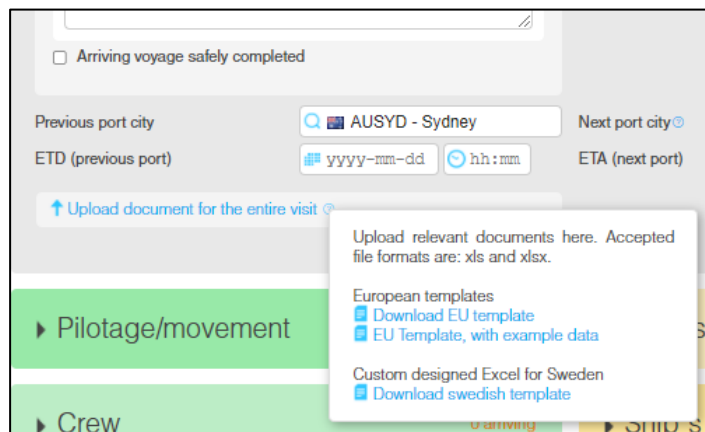 Arriving voyage safely completed
Previous port city
AUSYD - Sydney
Next port city
ETD (previous port)
yyyy-mm-dd
hh:mm
ETA (next port)
Upload document for the entire visit
Upload relevant documents here. Accepted
file formats are: xls and xlsx.
European templates
Download EU template
EU Template, with example data
Custom designed Excel for Sweden
Download swedish template
Pilotage/movement
Crew
0 arriving
Ship's